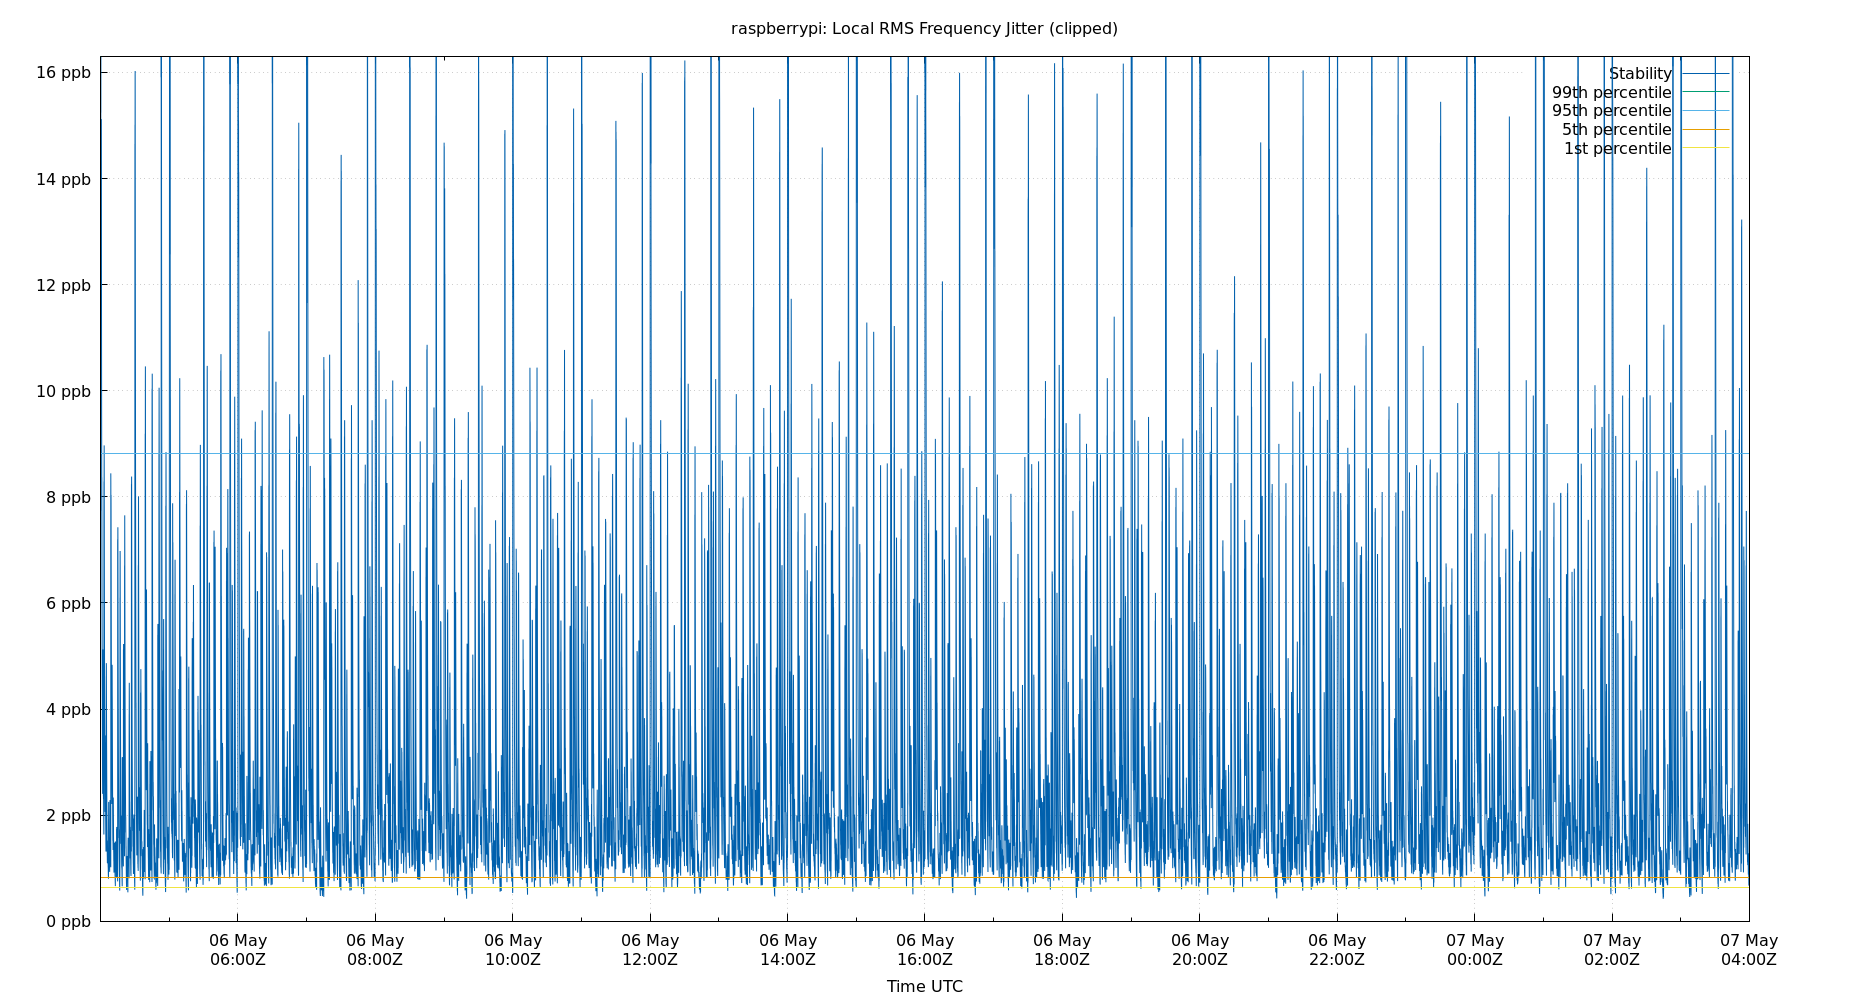 raspberrypi: Local RMS Frequency Jitter (clipped)
16 ppb
14 ppb
12 ppb
10 ppb
8 ppb
6 ppb
4 ppb
2 ppb
0 ppb
Stability
99th percentile
95th percentile
5th percentile
1st percentile
06 May 06 May 06 May 06 May 06 May 06 May 06 May 06 May 06 May 07 May 07 May 07 May
06:00Z 08:00Z 10:00Z 12:00Z 14:00Z 16:00Z 18:00Z 20:00Z 22:00Z 00:00Z 02:00Z 04:00Z
Time UTC